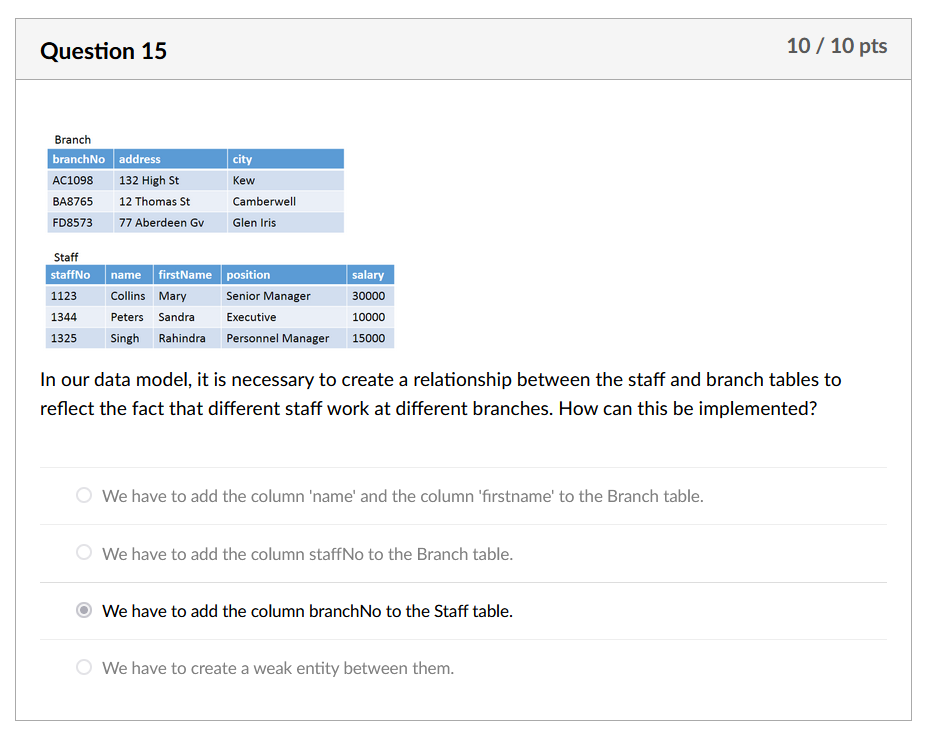 Question 15
10 / 10 pts
Branch
branchNo address city
AC1098 132 High St Kew
BA8765 12 Thomas St Camberwell
FD8573 77 Aberdeen Gv Glen Iris
Staff
staffNo name firstName position salary
1123 Collins Mary Senior Manager 30000
1344 Peters Sandra Executive 10000
1325 Singh Rahindra Personnel Manager 15000
In our data model, it is necessary to create a relationship between the staff and branch tables to
reflect the fact that different staff work at different branches. How can this be implemented?
We have to add the column 'name' and the column 'firstname' to the Branch table.
We have to add the column staffNo to the Branch table.
We have to add the column branchNo to the Staff table.
We have to create a weak entity between them.